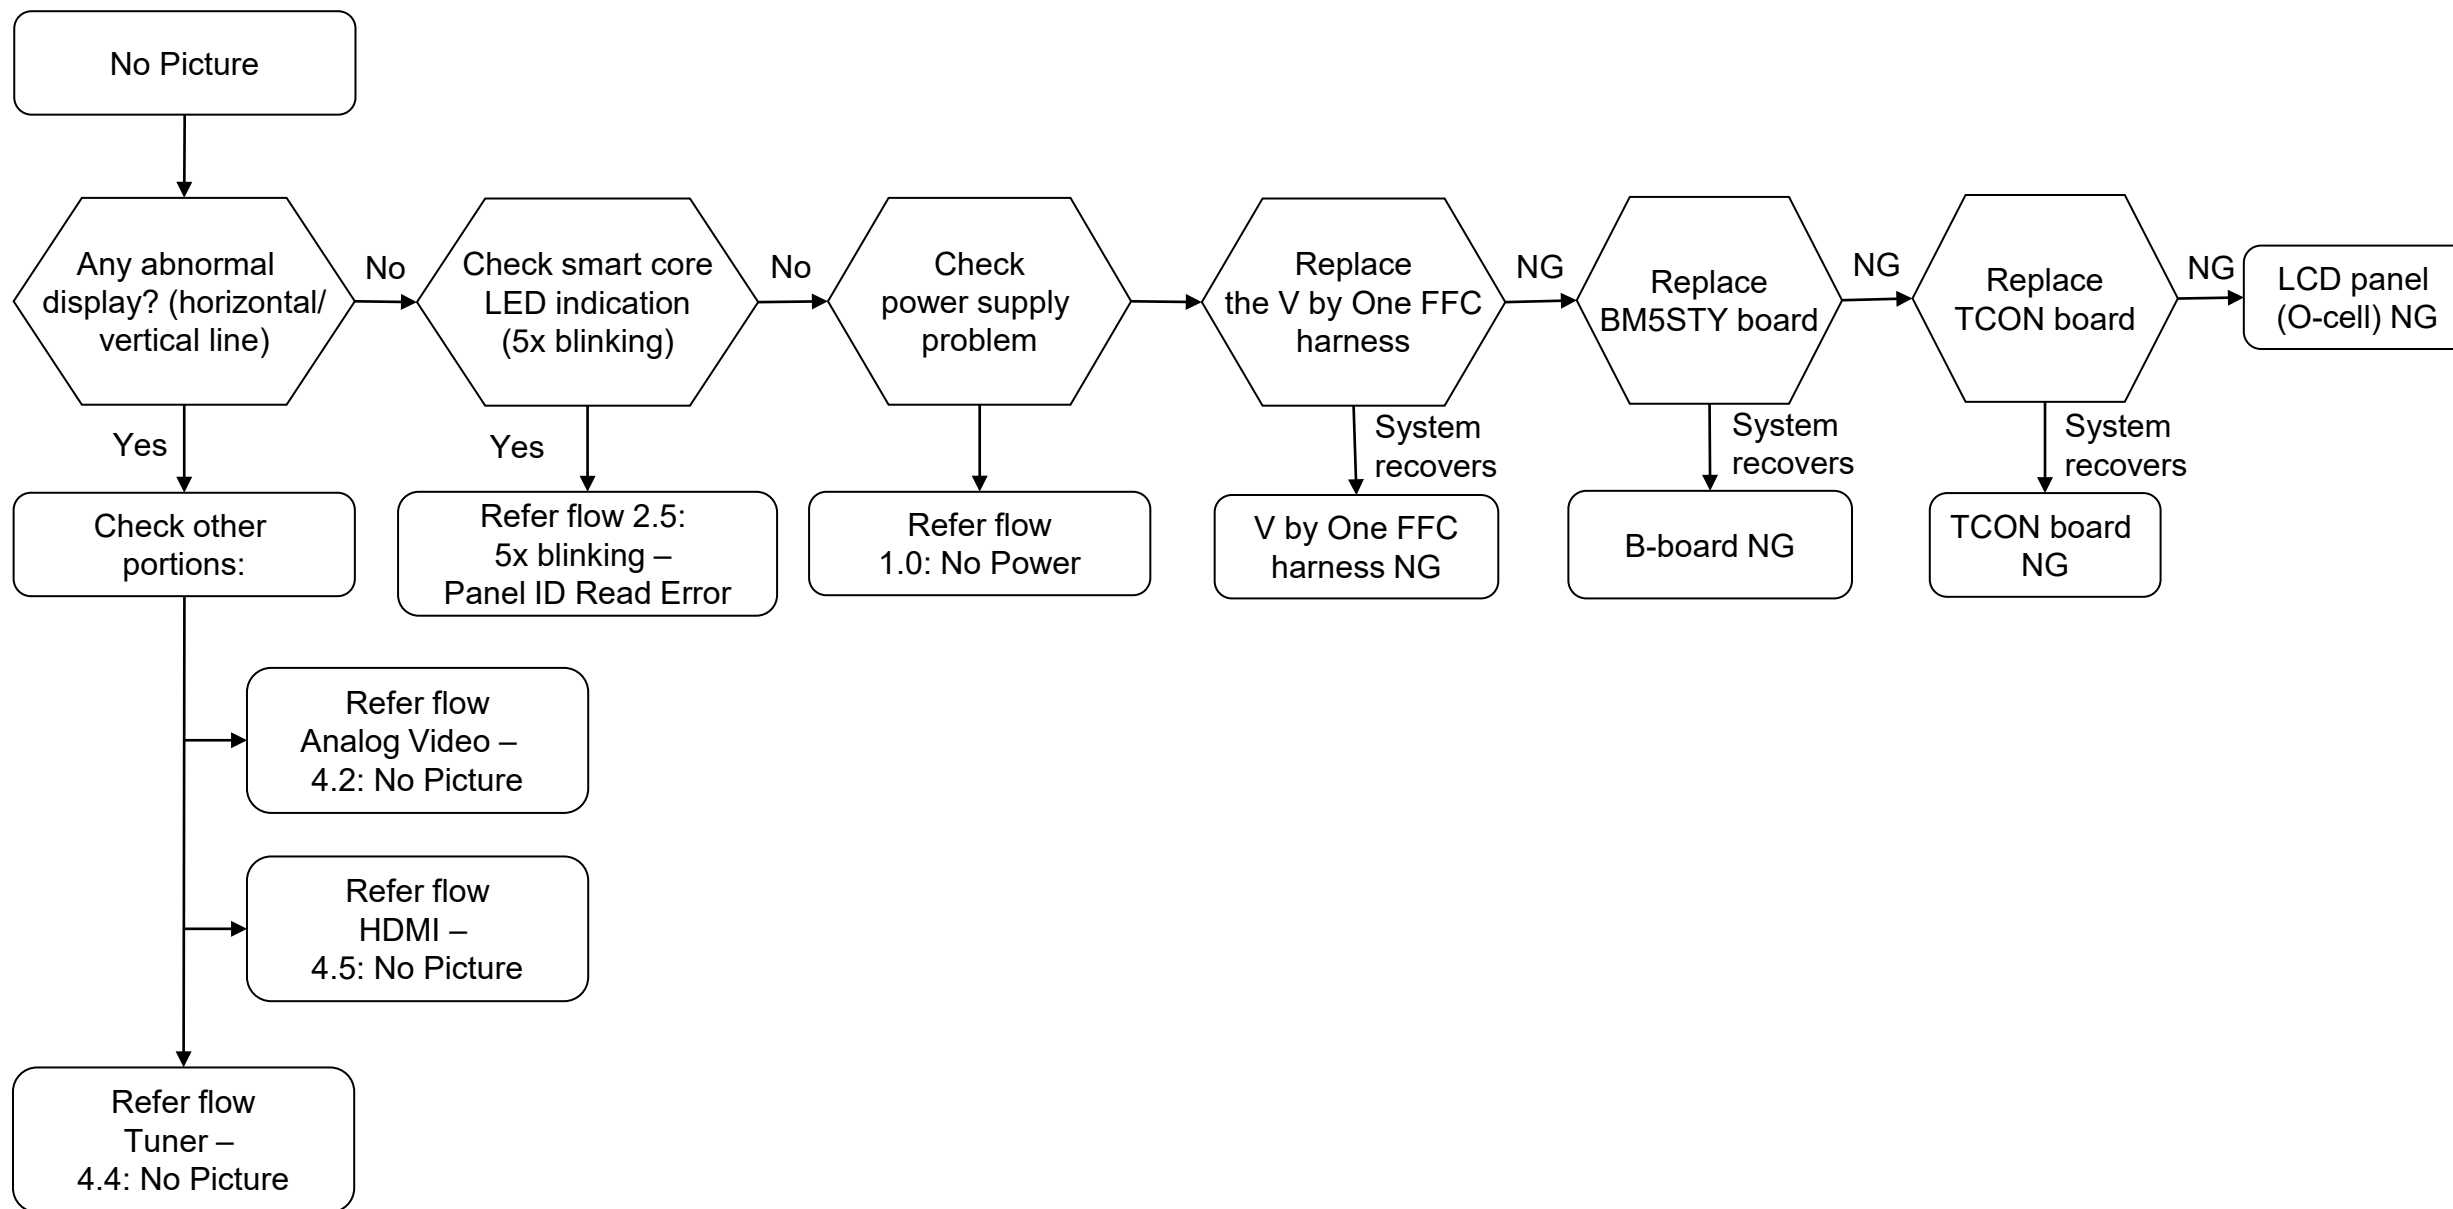 No Picture
Any abnormal
display? (horizontal/
vertical line)
No
Check smart core
LED indication
(5x blinking)
No
Check
power supply
problem
Replace
the V by One FFC
harness
NG
Replace
BM5STY board
NG
Replace
TCON board
NG
LCD panel
(O-cell) NG
Yes
Yes
System
recovers
System
recovers
System
recovers
Check other
portions:
Refer flow 2.5:
5x blinking –
Panel ID Read Error
Refer flow
1.0: No Power
V by One FFC
harness NG
B-board NG
TCON board
NG
Refer flow
Analog Video –
4.2: No Picture
Refer flow
HDMI –
4.5: No Picture
Refer flow
Tuner –
4.4: No Picture